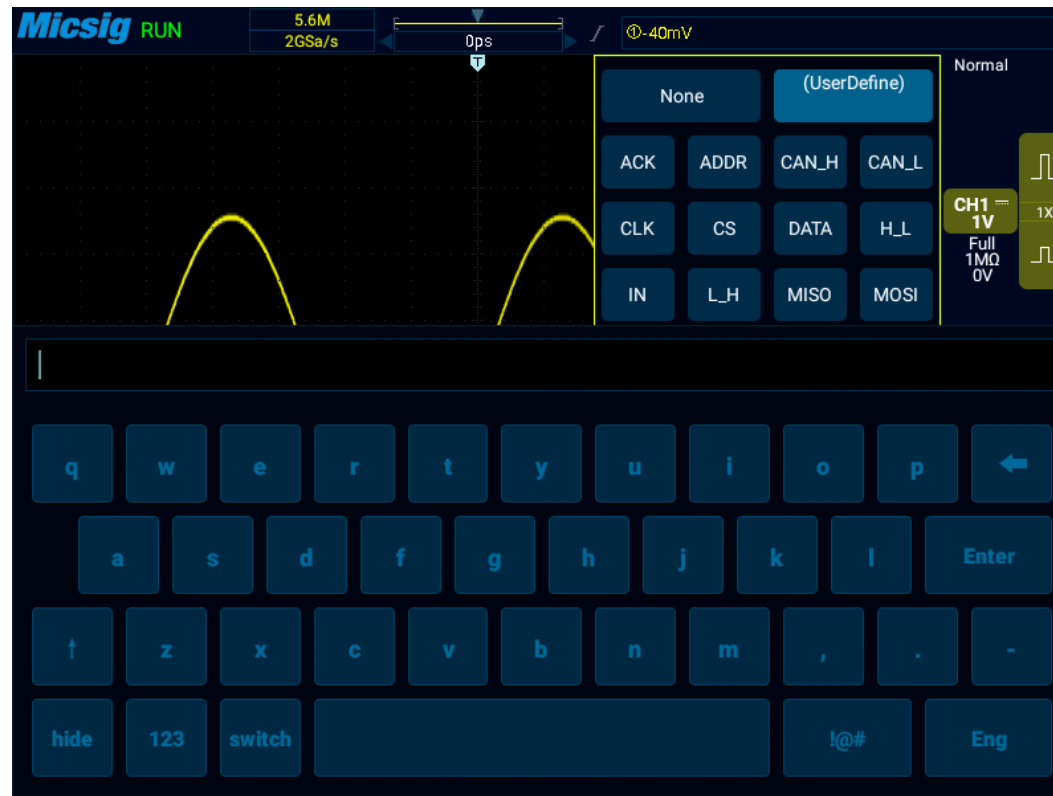 Micsig RUN
5.6M
2GSa/s
0ps
①-40mV
T
None
(UserDefine)
Normal
ACK ADDR CAN_H CAN_L
CLK CS DATA H_L
IN L_H MISO MOSI
CH1
1V
Full
1MΩ
0V
1X
q w e r t y u i o p
a s d f g h j k l Enter
z x c v b n m , . -
hide 123 switch !@# Eng